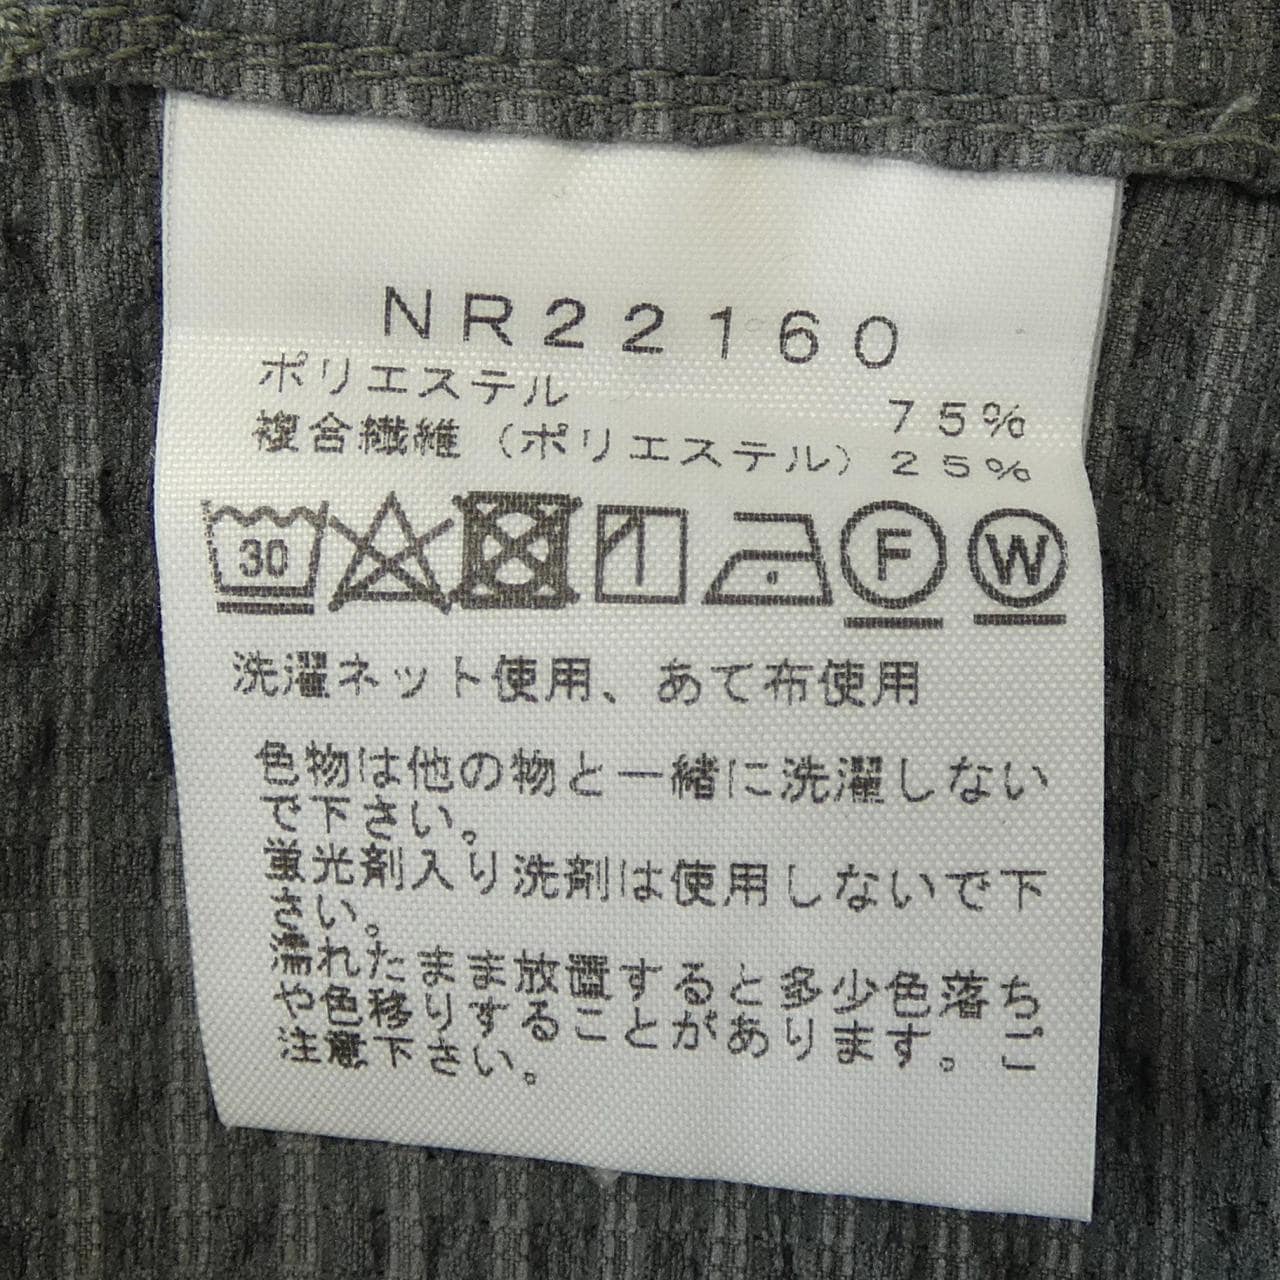 NR22160
ポリエステル 75%
複合繊維（ポリエステル）25%
30 F W
洗濯ネット使用、あて布使用
色物は他の物と一緒に洗濯しない
で下さい。
蛍光剤入り洗剤は使用しないで下
さい。
濡れたまま放置すると多少色落ち
や色移りすることがあります。ご
注意下さい。